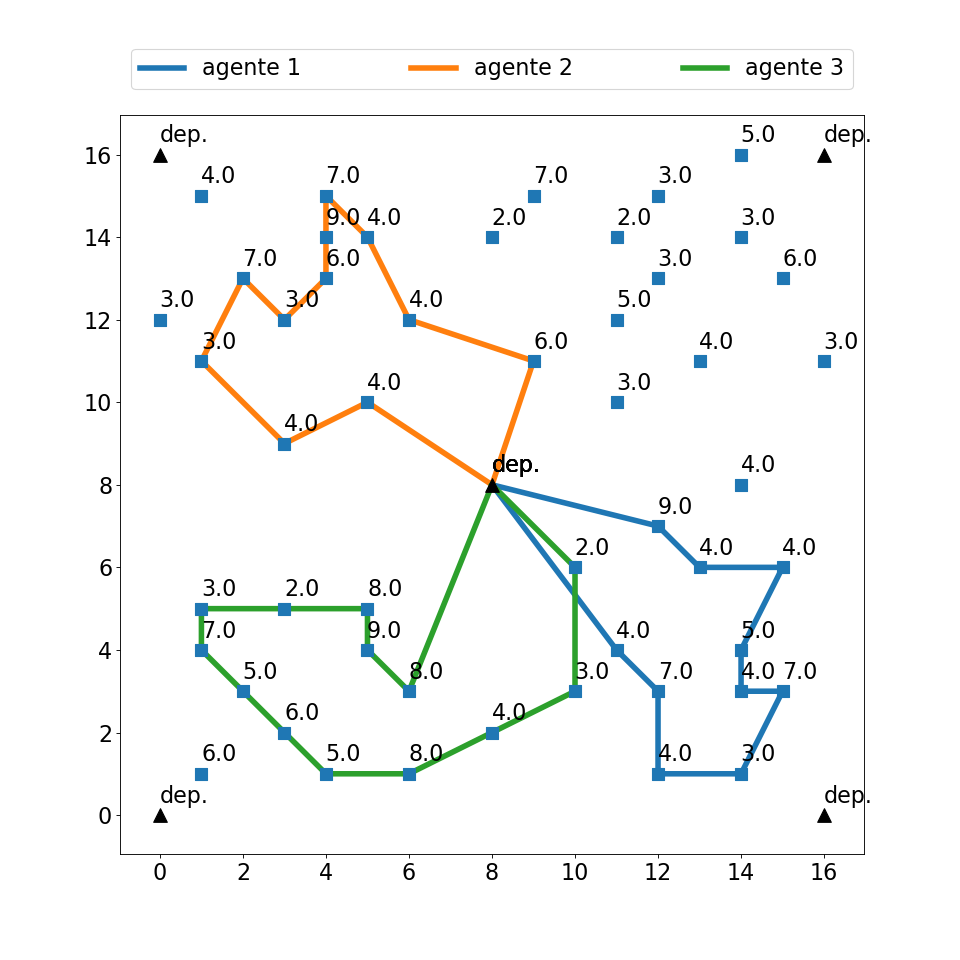 agente 1 agente 2 agente 3
dep. 5.0 dep.
16
4.0 7.0 7.0 3.0
9.0 4.0 2.0 2.0 3.0
14
7.0 6.0 3.0 6.0
3.0 3.0 4.0 5.0
12
3.0 6.0 4.0 3.0
4.0 3.0
10
4.0
dep. 4.0
8
9.0
2.0 4.0 4.0
6
3.0 2.0 8.0
7.0 9.0 4.0 5.0
4
5.0 8.0 3.0 7.0 4.0 7.0
6.0 4.0
2
6.0 5.0 8.0 4.0 3.0
dep. dep.
0
0 2 4 6 8 10 12 14 16